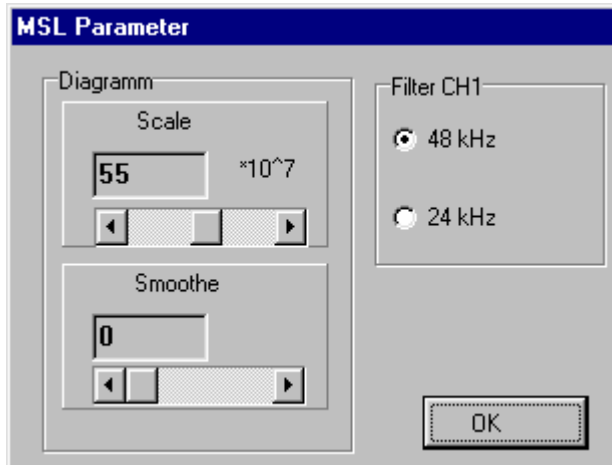 MSL Parameter
Diagramm
Scale
55 *10^7
Smoothe
0
Filter CH1
48 kHz
24 kHz
OK